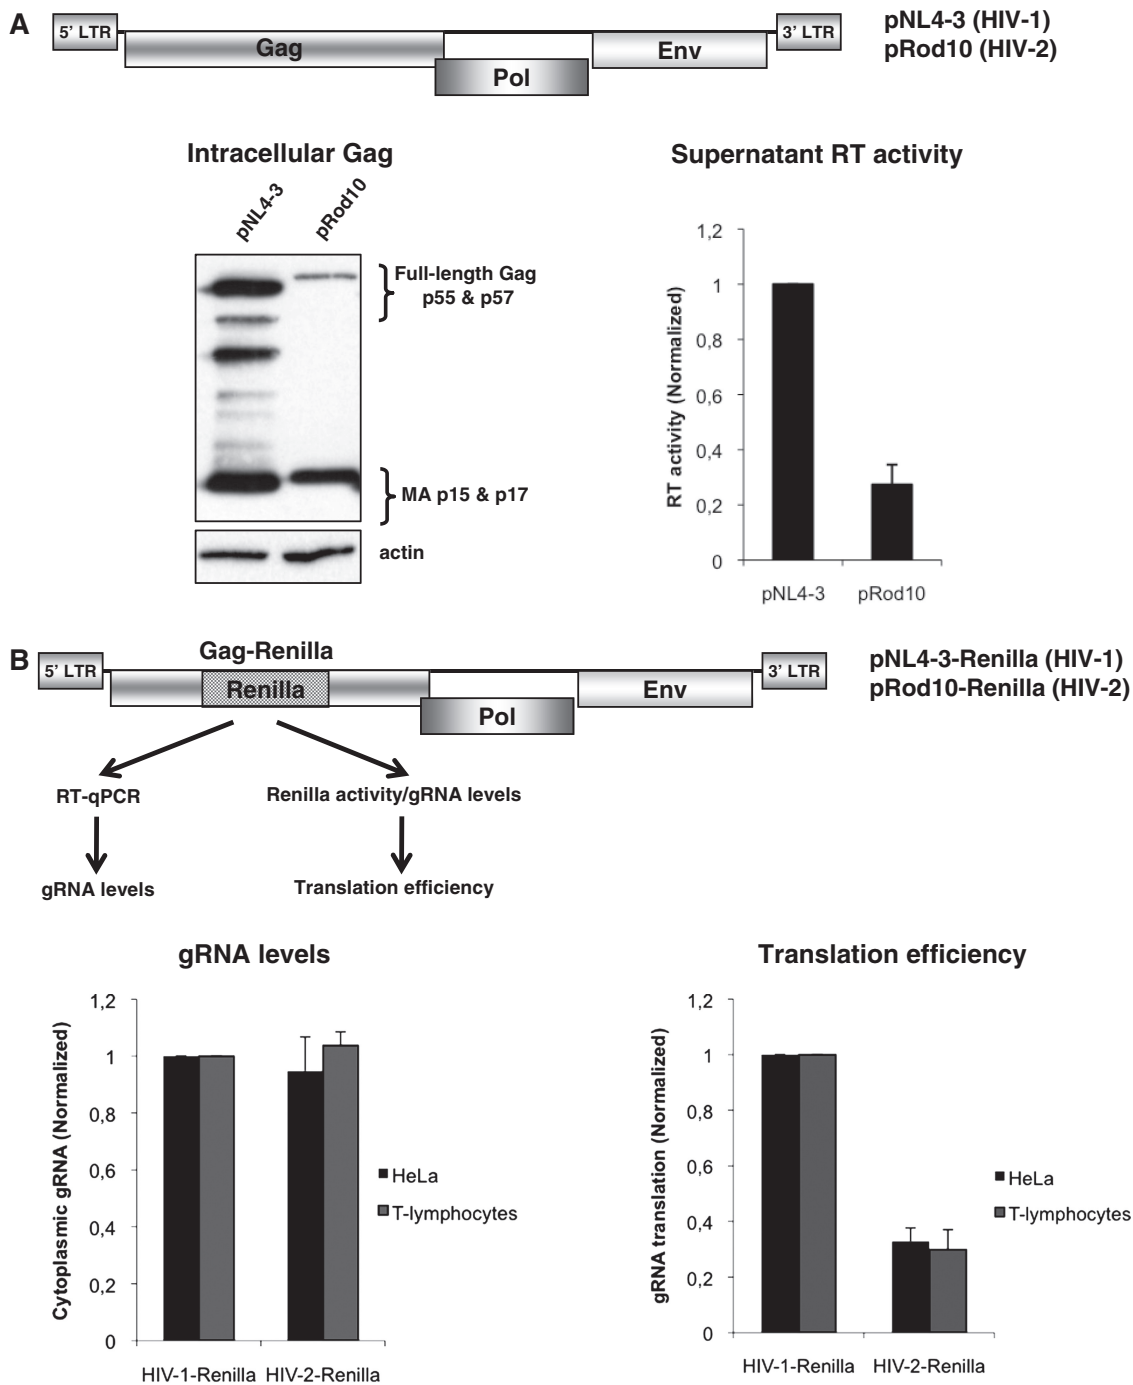 A
5' LTR
Gag
Pol
Env
3' LTR
pNL4-3 (HIV-1)
pRod10 (HIV-2)
Intracellular Gag
pNL4-3
pRod10
Full-length Gag
p55 & p57
MA p15 & p17
actin
Supernatant RT activity
RT activity (Normalized)
1,2
1
0,8
0,6
0,4
0,2
0
pNL4-3
pRod10
B
5' LTR
Gag-Renilla
Renilla
Pol
Env
3' LTR
pNL4-3-Renilla (HIV-1)
pRod10-Renilla (HIV-2)
RT-qPCR
Renilla activity/gRNA levels
gRNA levels
Translation efficiency
gRNA levels
Cytoplasmic gRNA (Normalized)
1,2
1
0,8
0,6
0,4
0,2
0
HIV-1-Renilla
HIV-2-Renilla
HeLa
T-lymphocytes
Translation efficiency
gRNA translation (Normalized)
1,2
1
0,8
0,6
0,4
0,2
0
HIV-1-Renilla
HIV-2-Renilla
HeLa
T-lymphocytes